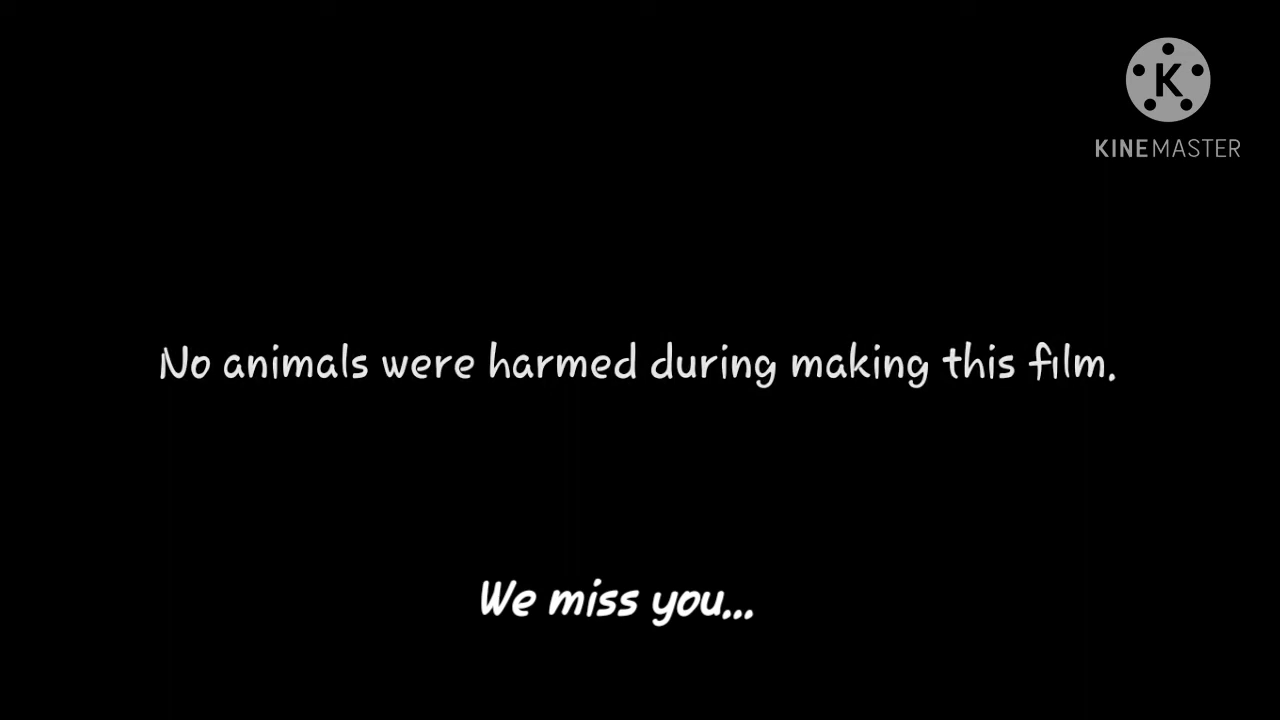 K
KINEMASTER
No animals were harmed during making this film.
We miss you...